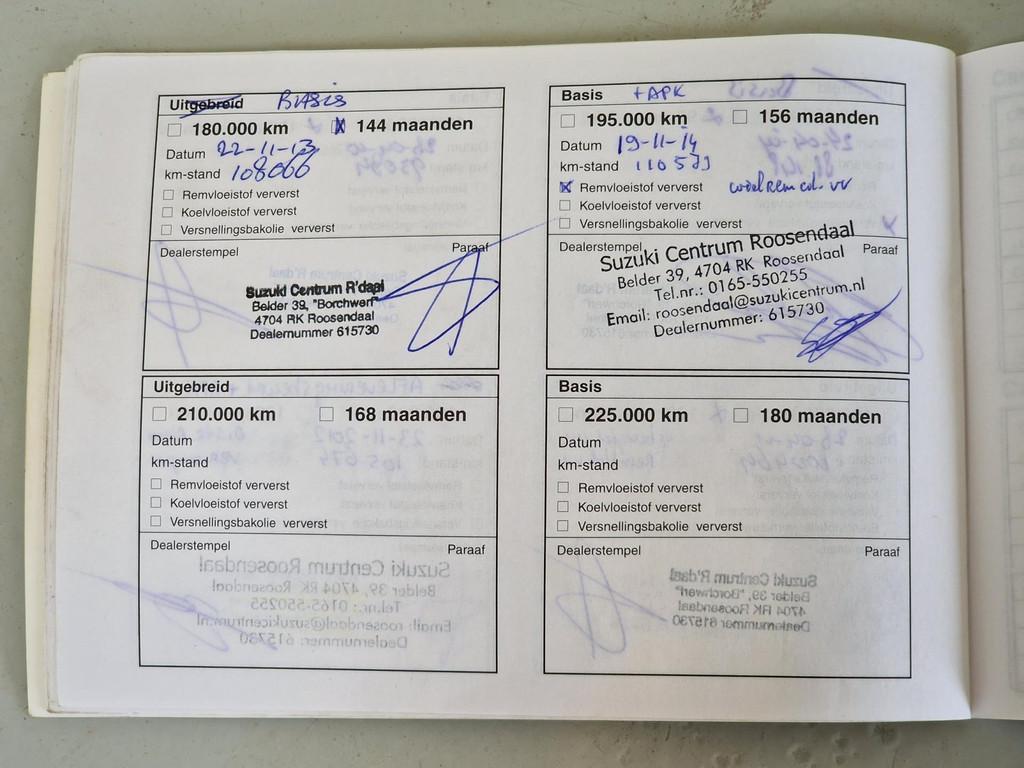 Uitgebreid BASIS
180.000 km 144 maanden
Datum 22-11-13
km-stand 108000
Remvloeistof ververst
Koelvloeistof ververst
Versnellingsbakolie ververst
Dealerstempel Paraaf
Suzuki Centrum R'daal
Belder 39, "Borchwerf"
4704 RK Roosendaal
Dealernummer 615730
Basis + APK
195.000 km 156 maanden
Datum 19-11-14
km-stand 110533
Remvloeistof ververst
Koelvloeistof ververst
Versnellingsbakolie ververst
Dealerstempel Paraaf
Suzuki Centrum Roosendaal
Belder 39, 4704 RK Roosendaal
Tel.nr.: 0165-550255
Email: roosendaal@suzukicentrum.nl
Dealernummer: 615730
Uitgebreid
210.000 km 168 maanden
Datum
km-stand
Remvloeistof ververst
Koelvloeistof ververst
Versnellingsbakolie ververst
Dealerstempel Paraaf
Basis
225.000 km 180 maanden
Datum
km-stand
Remvloeistof ververst
Koelvloeistof ververst
Versnellingsbakolie ververst
Dealerstempel Paraaf